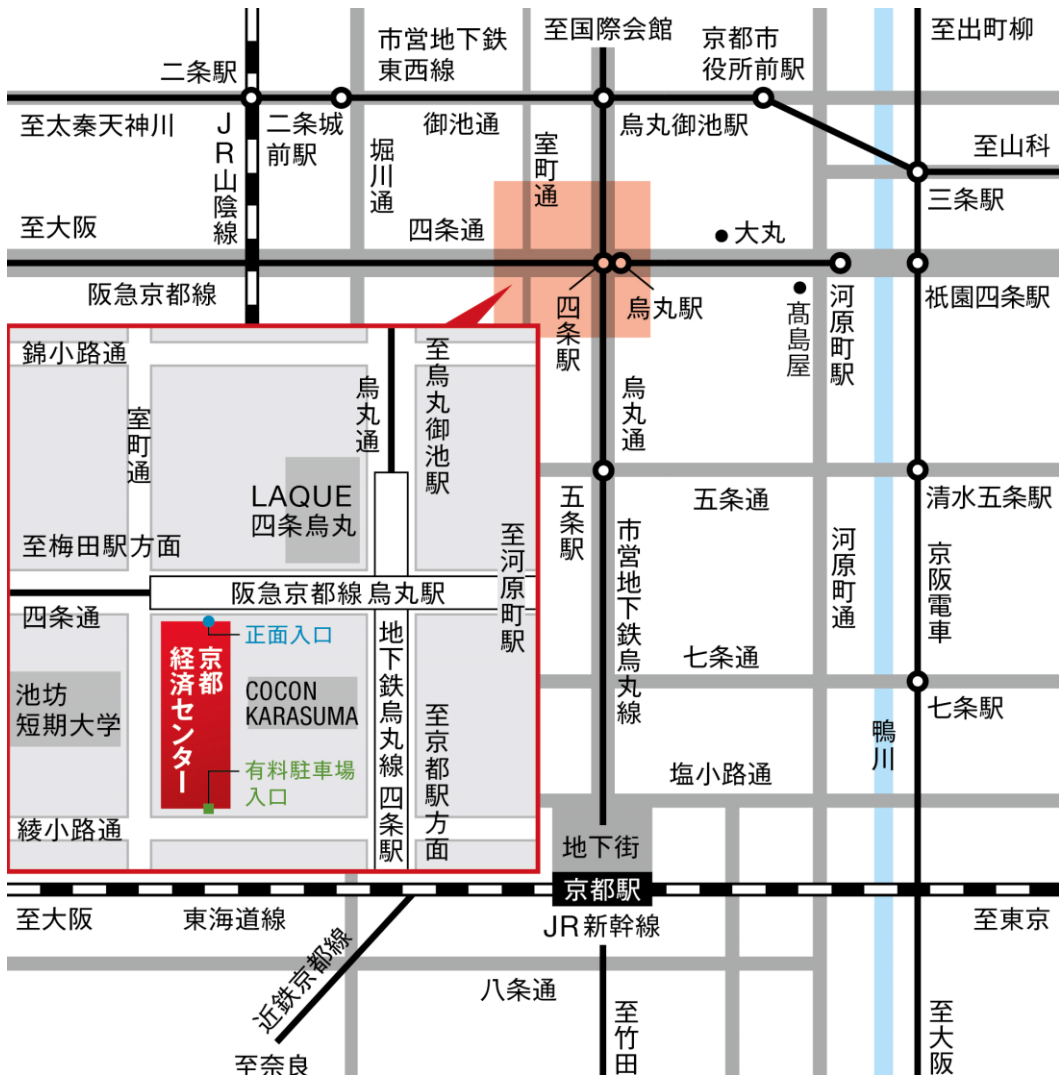 至国際会館
京都市
役所前駅
至出町柳
市営地下鉄
東西線
二条駅
至太秦天神川
JR山陰線
二条城
前駅
堀川通
御池通
室町通
烏丸御池駅
至山科
三条駅
至大阪
四条通
大丸
阪急京都線
四条駅
烏丸駅
髙島屋
河原町駅
祇園四条駅
錦小路通
室町通
烏丸通
至烏丸御池駅
LAQUE
四条烏丸
至梅田駅方面
阪急京都線 烏丸駅
至河原町駅
四条通
正面入口
京都
経済センター
池坊
短期大学
COCON
KARASUMA
有料駐車場
入口
地下鉄烏丸線 四条駅
至京都駅方面
綾小路通
烏丸通
五条駅
五条通
清水五条駅
市営地下鉄烏丸線
河原町通
京阪電車
七条通
七条駅
鴨川
塩小路通
地下街
京都駅
JR新幹線
至大阪
東海道線
至東京
近鉄京都線
八条通
至奈良
至竹田
至大阪